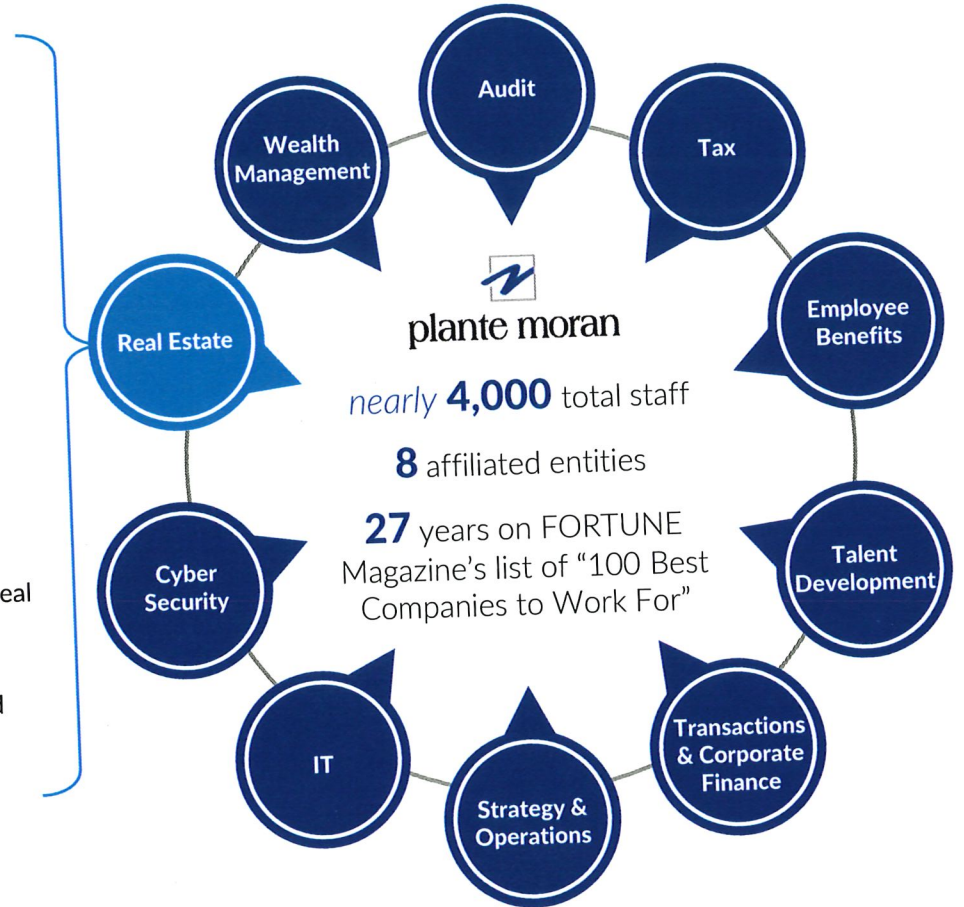 Audit
Wealth
Management
Tax
Real Estate
Employee
Benefits
plante moran
nearly 4,000 total staff
8 affiliated entities
27 years on FORTUNE
Magazine's list of "100 Best
Companies to Work For"
Cyber
Security
Talent
Development
IT
Transactions
& Corporate
Finance
Strategy &
Operations